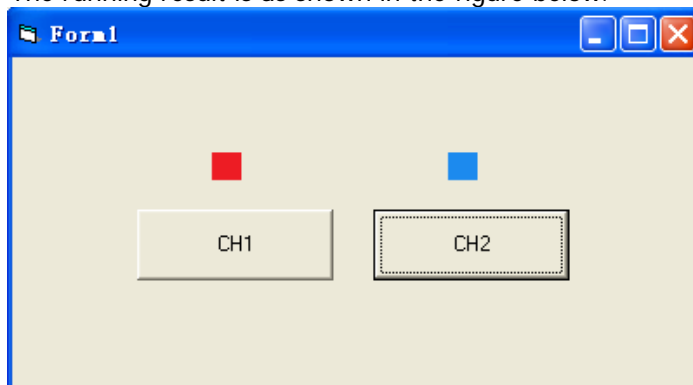 The running result is as shown in the figure below.
Form1
CH1
CH2